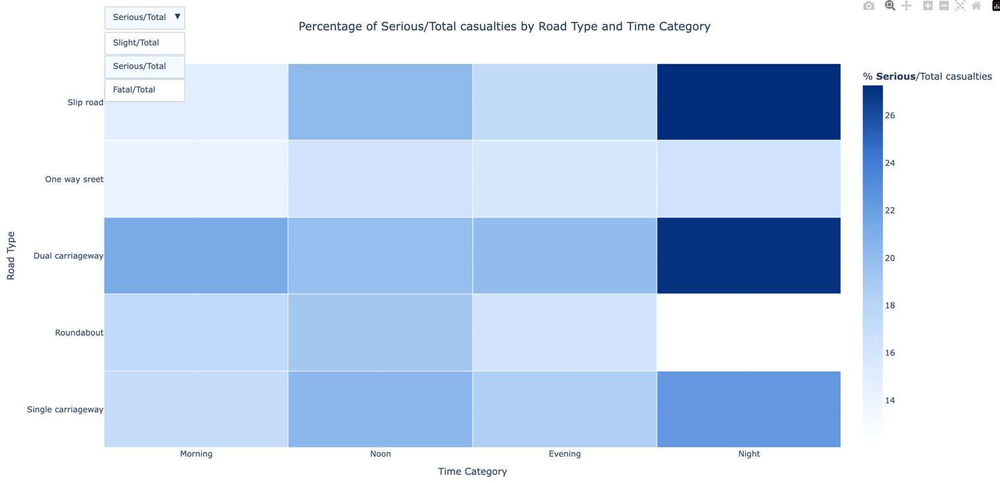 Serious/Total ▼
Slight/Total
Serious/Total
Fatal/Total
Percentage of Serious/Total casualties by Road Type and Time Category
Road Type
Slip road
One way sreet
Dual carriageway
Roundabout
Single carriageway
Morning
Noon
Evening
Night
Time Category
% Serious/Total casualties
26
24
22
20
18
16
14